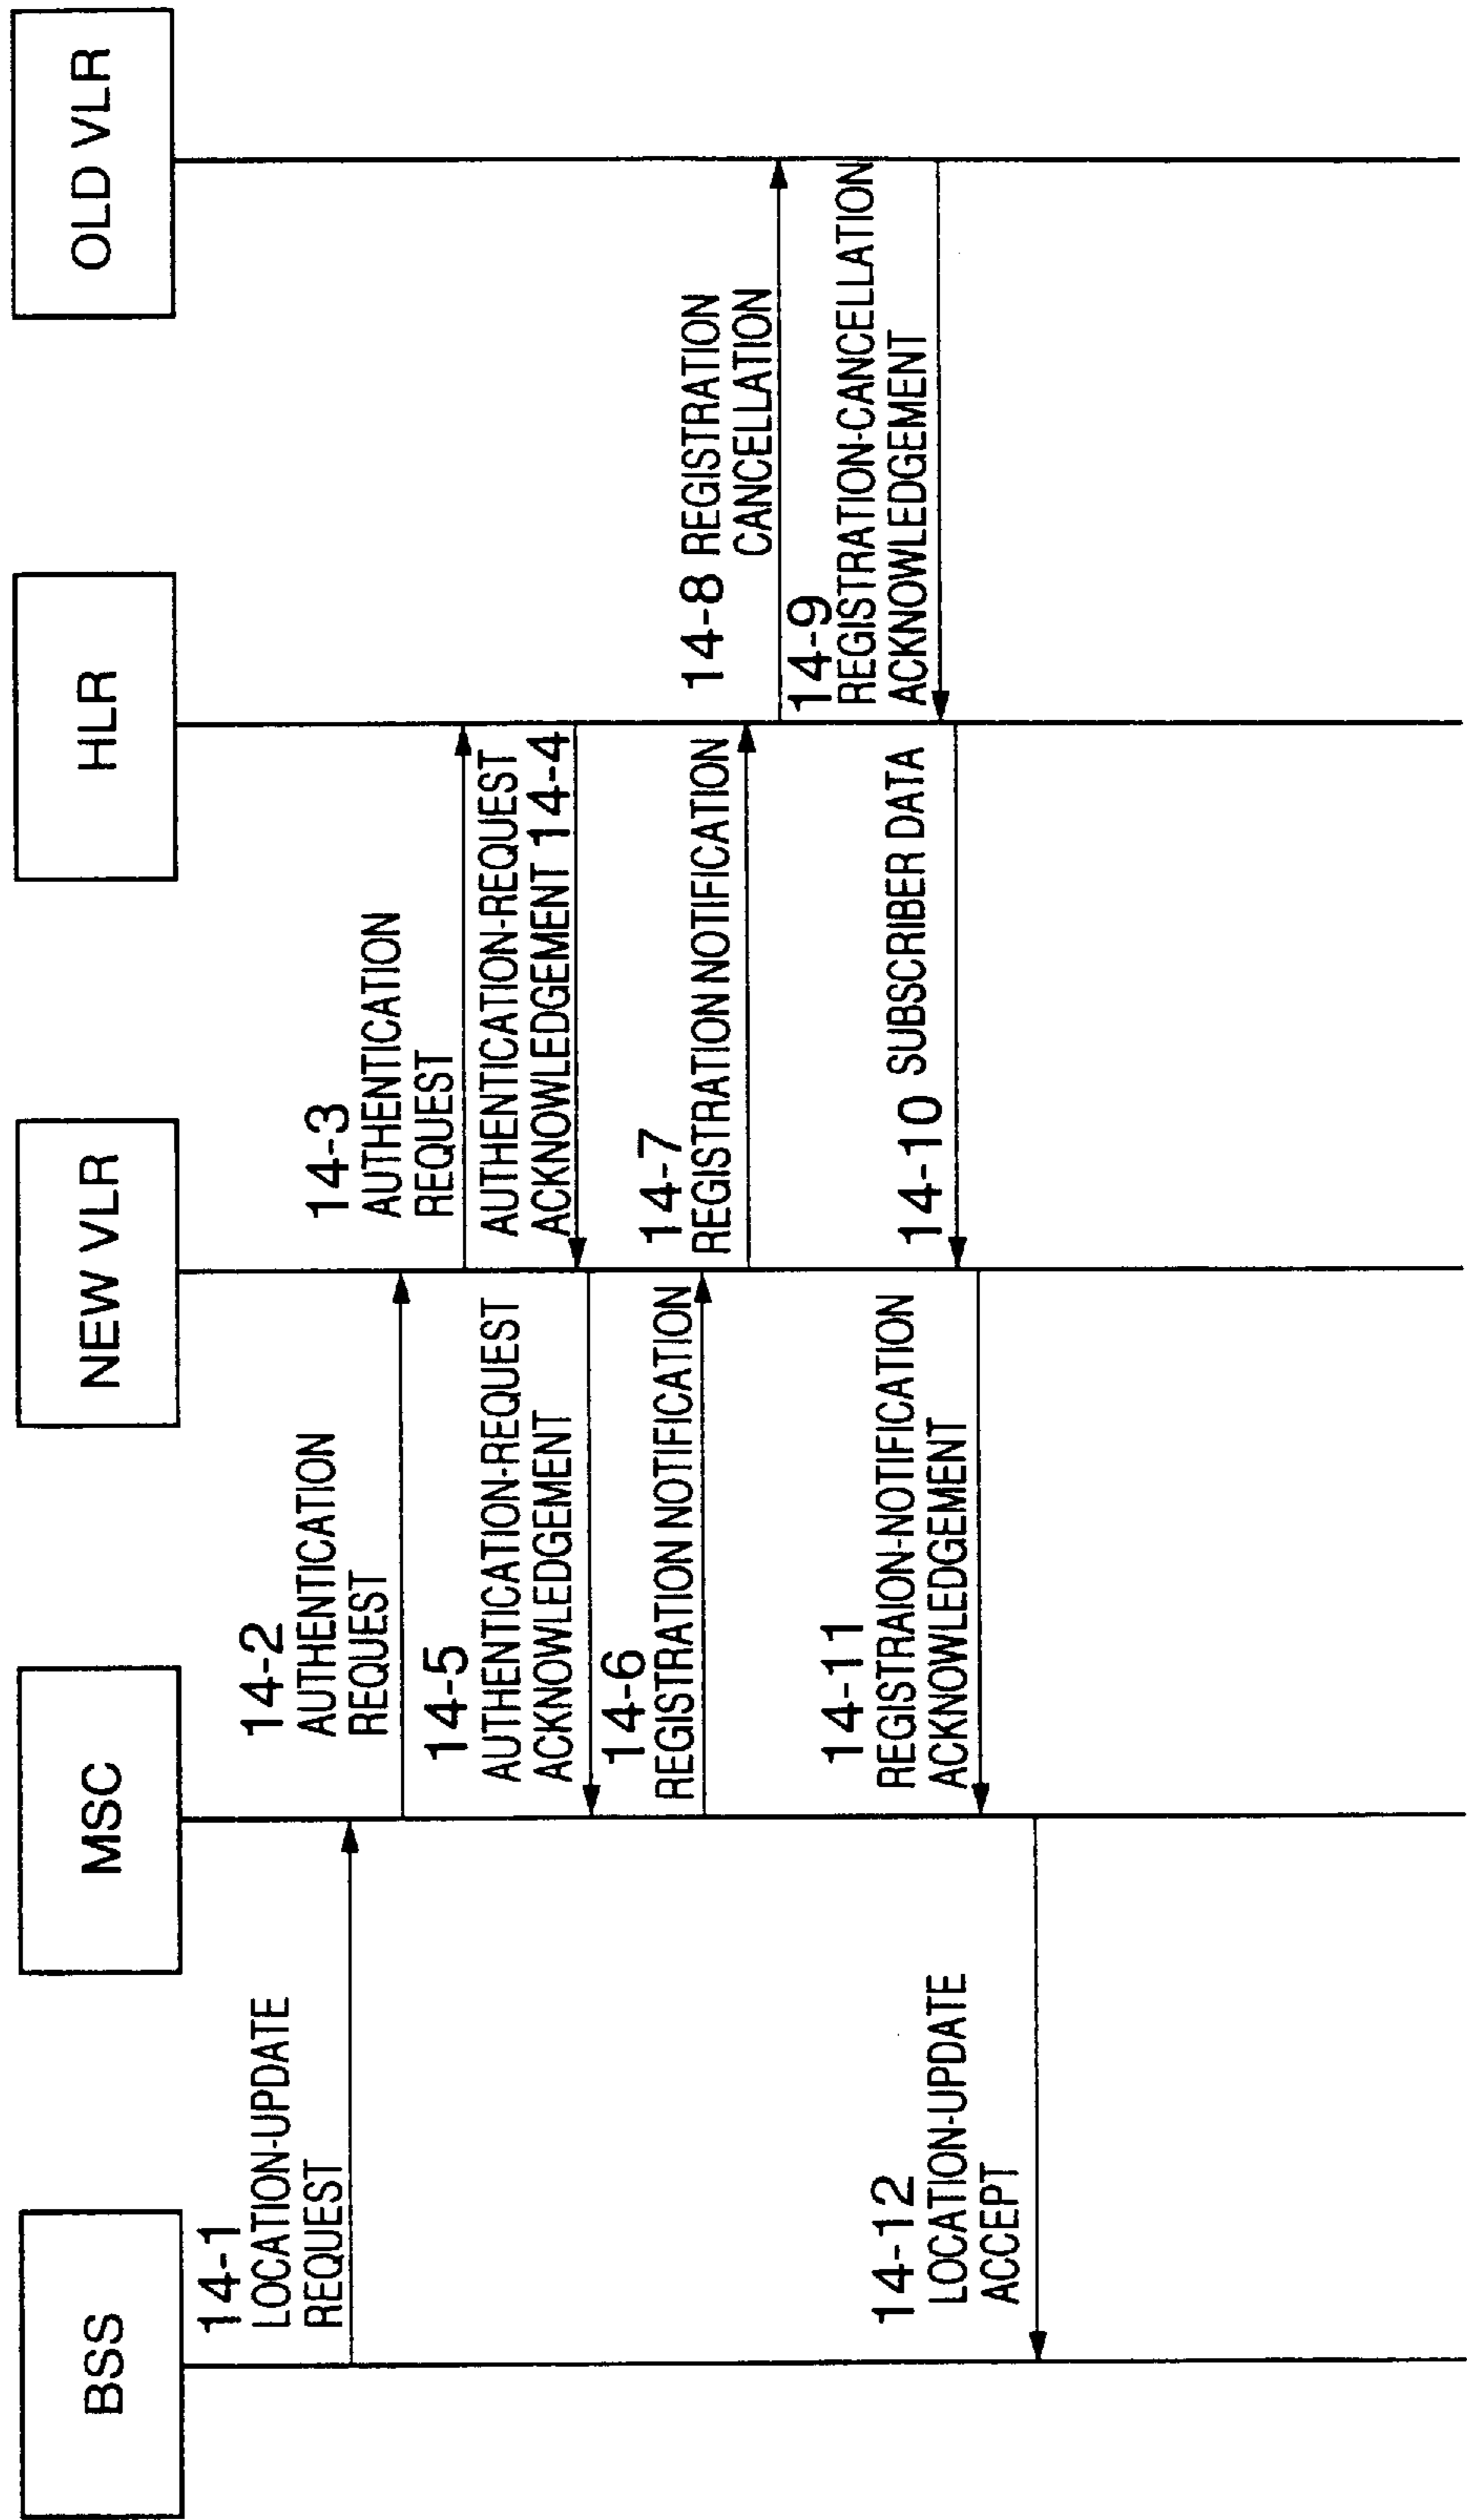 BSS
MSC
NEW VLR
HLR
OLD VLR
14-1
LOCATION-UPDATE
REQUEST
14-2
AUTHENTICATION
REQUEST
14-3
AUTHENTICATION
REQUEST
AUTHENTICATION-REQUEST
ACKNOWLEDGEMENT 14-4
14-5
AUTHENTICATION-REQUEST
ACKNOWLEDGEMENT
14-6
REGISTRATION NOTIFICATION
14-7
REGISTRATION NOTIFICATION
14-8 REGISTRATION
CANCELLATION
14-9
REGISTRATION-CANCELLATION
ACKNOWLEDGEMENT
14-10 SUBSCRIBER DATA
14-11
REGISTRAION-NOTIFICATION
ACKNOWLEDGEMENT
14-12
LOCATION-UPDATE
ACCEPT